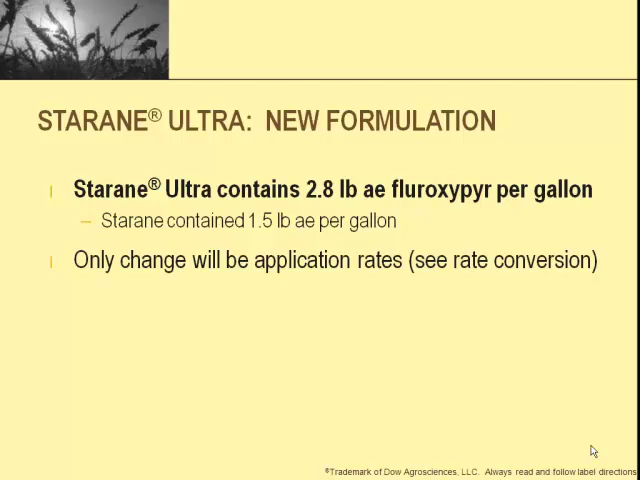 STARANE® ULTRA: NEW FORMULATION
l Starane® Ultra contains 2.8 lb ae fluroxypyr per gallon
– Starane contained 1.5 lb ae per gallon
l Only change will be application rates (see rate conversion)
®Trademark of Dow Agrosciences, LLC. Always read and follow label directions